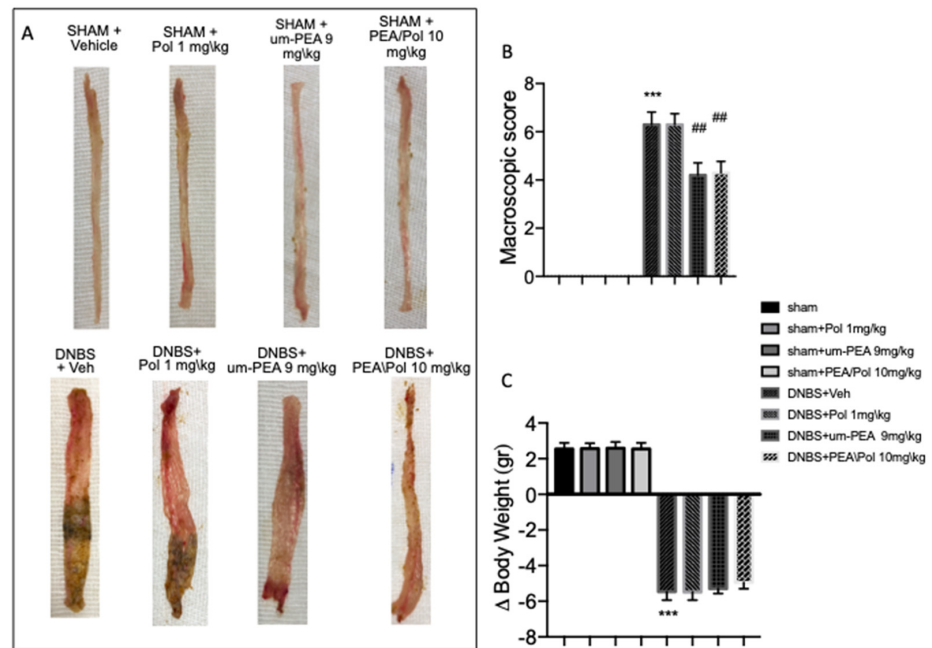 A
SHAM +
Vehicle
SHAM +
Pol 1 mg\kg
SHAM +
um-PEA 9
mg\kg
SHAM +
PEA/Pol 10
mg\kg
DNBS
+ Veh
DNBS+
Pol 1 mg\kg
DNBS+
um-PEA 9 mg\kg
DNBS+
PEA\Pol 10 mg\kg
B
Macroscopic score
8
6
4
2
0
***
##
##
sham
sham+Pol 1mg/kg
sham+um-PEA 9mg/kg
sham+PEA/Pol 10mg/kg
DNBS+Veh
DNBS+Pol 1mg\kg
DNBS+um-PEA 9mg\kg
DNBS+PEA\Pol 10mg\kg
C
Δ Body Weight (gr)
4
2
0
-2
-4
-6
-8
***